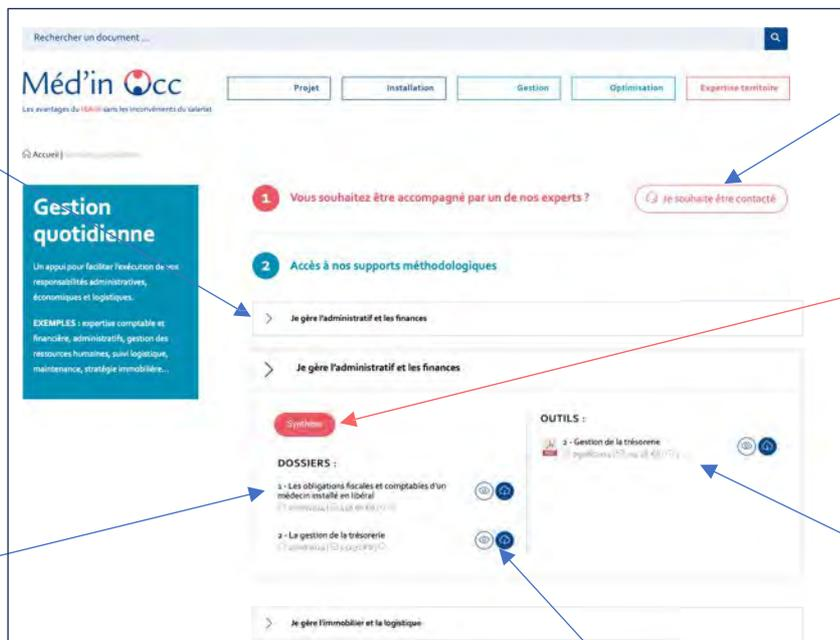 Rechercher un document ...
Méd'in Occ
Les avantages du libéral sans les inconvénients du salariat
Projet
Installation
Gestion
Optimisation
Expertise territoire
Accueil |
Gestion
quotidienne
Un appui pour faciliter l'exécution de vos
responsabilités administratives,
économiques et logistiques.
EXEMPLES : expertise comptable et
financière, administratifs, gestion des
ressources humaines, suivi logistique,
maintenance, stratégie immobilière...
1 Vous souhaitez être accompagné par un de nos experts ?
Je souhaite être contacté
2 Accès à nos supports méthodologiques
Je gère l'administratif et les finances
Je gère l'administratif et les finances
Synthèse
DOSSIERS :
1 - Les obligations fiscales et comptables d'un
médecin installé en libéral
2 - La gestion de la trésorerie
OUTILS :
PDF
2 - Gestion de la trésorerie
Je gère l'immobilier et la logistique